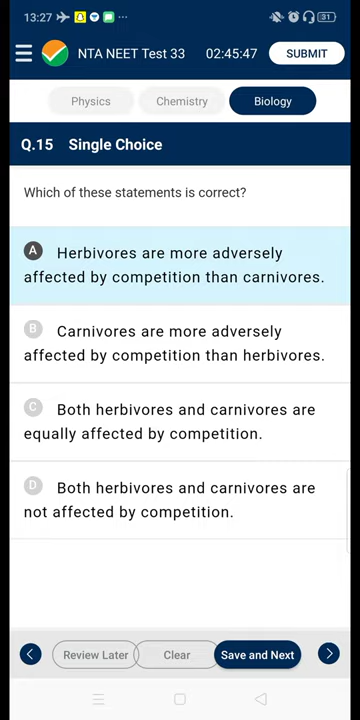 13:27 ... 31
NTA NEET Test 33 02:45:47 SUBMIT
Physics Chemistry Biology
Q.15 Single Choice
Which of these statements is correct?
A Herbivores are more adversely
affected by competition than carnivores.
B Carnivores are more adversely
affected by competition than herbivores.
C Both herbivores and carnivores are
equally affected by competition.
D Both herbivores and carnivores are
not affected by competition.
Review Later Clear Save and Next